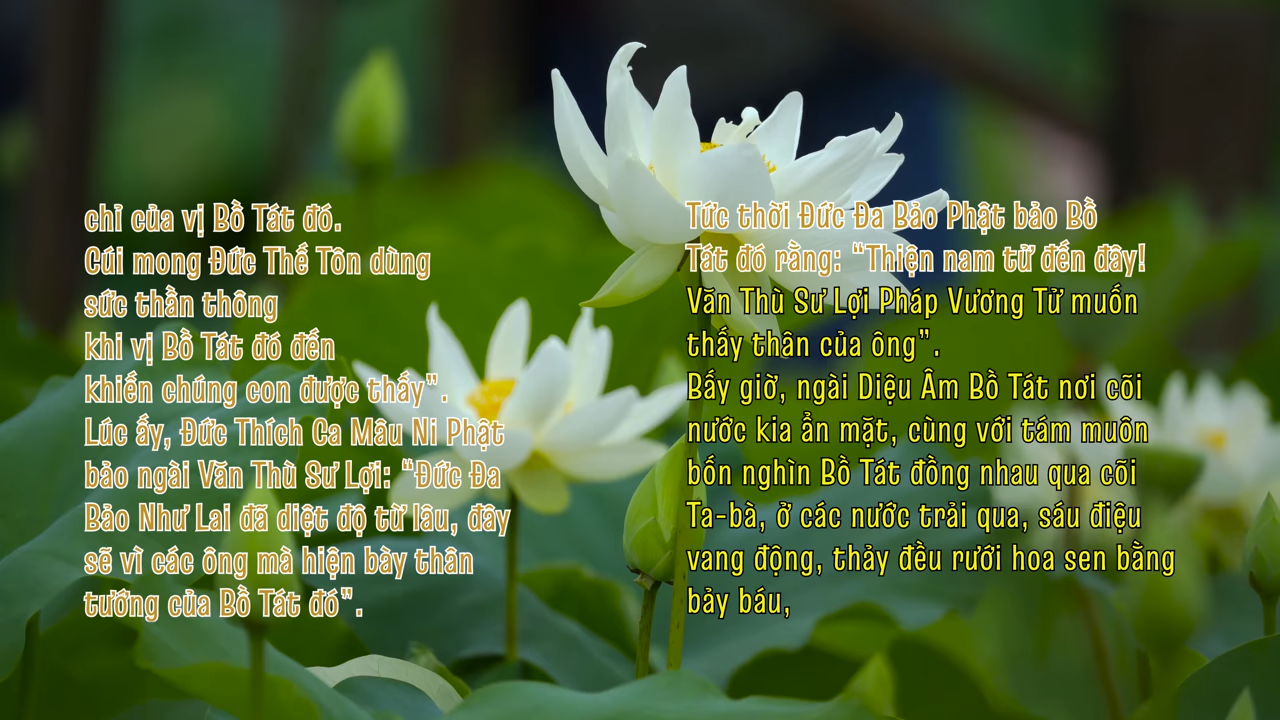 chỉ của vị Bồ Tát đó.
Cúi mong Đức Thế Tôn dùng
sức thần thông
khi vị Bồ Tát đó đến
khiến chúng con được thấy”.
Lúc ấy, Đức Thích Ca Mâu Ni Phật
bảo ngài Văn Thù Sư Lợi: “Đức Đa
Bảo Như Lai đã diệt độ từ lâu, đây
sẽ vì các ông mà hiện bày thân
tướng của Bồ Tát đó”.
Tức thời Đức Đa Bảo Phật bảo Bồ
Tát đó rằng: “Thiện nam tử đến đây!
Văn Thù Sư Lợi Pháp Vương Tử muốn
thấy thân của ông”.
Bấy giờ, ngài Diệu Âm Bồ Tát nơi cõi
nước kia ẩn mặt, cùng với tám muôn
bốn nghìn Bồ Tát đồng nhau qua cõi
Ta-bà, ở các nước trải qua, sáu điệu
vang động, thảy đều rưới hoa sen bằng
bảy báu,